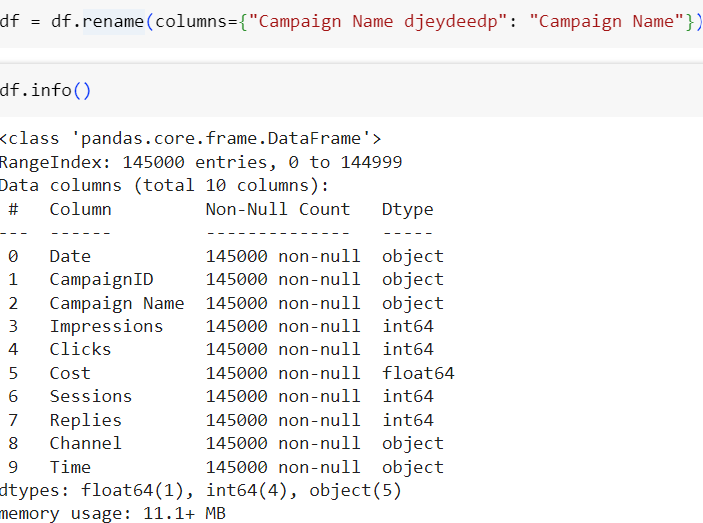 df = df.rename(columns={"Campaign Name djeydeedp": "Campaign Name"})
df.info()
<class 'pandas.core.frame.DataFrame'>
RangeIndex: 145000 entries, 0 to 144999
Data columns (total 10 columns):
 #   Column         Non-Null Count   Dtype
---  ------         --------------   -----
 0   Date           145000 non-null  object
 1   CampaignID     145000 non-null  object
 2   Campaign Name  145000 non-null  object
 3   Impressions    145000 non-null  int64
 4   Clicks         145000 non-null  int64
 5   Cost           145000 non-null  float64
 6   Sessions       145000 non-null  int64
 7   Replies        145000 non-null  int64
 8   Channel        145000 non-null  object
 9   Time           145000 non-null  object
dtypes: float64(1), int64(4), object(5)
memory usage: 11.1+ MB